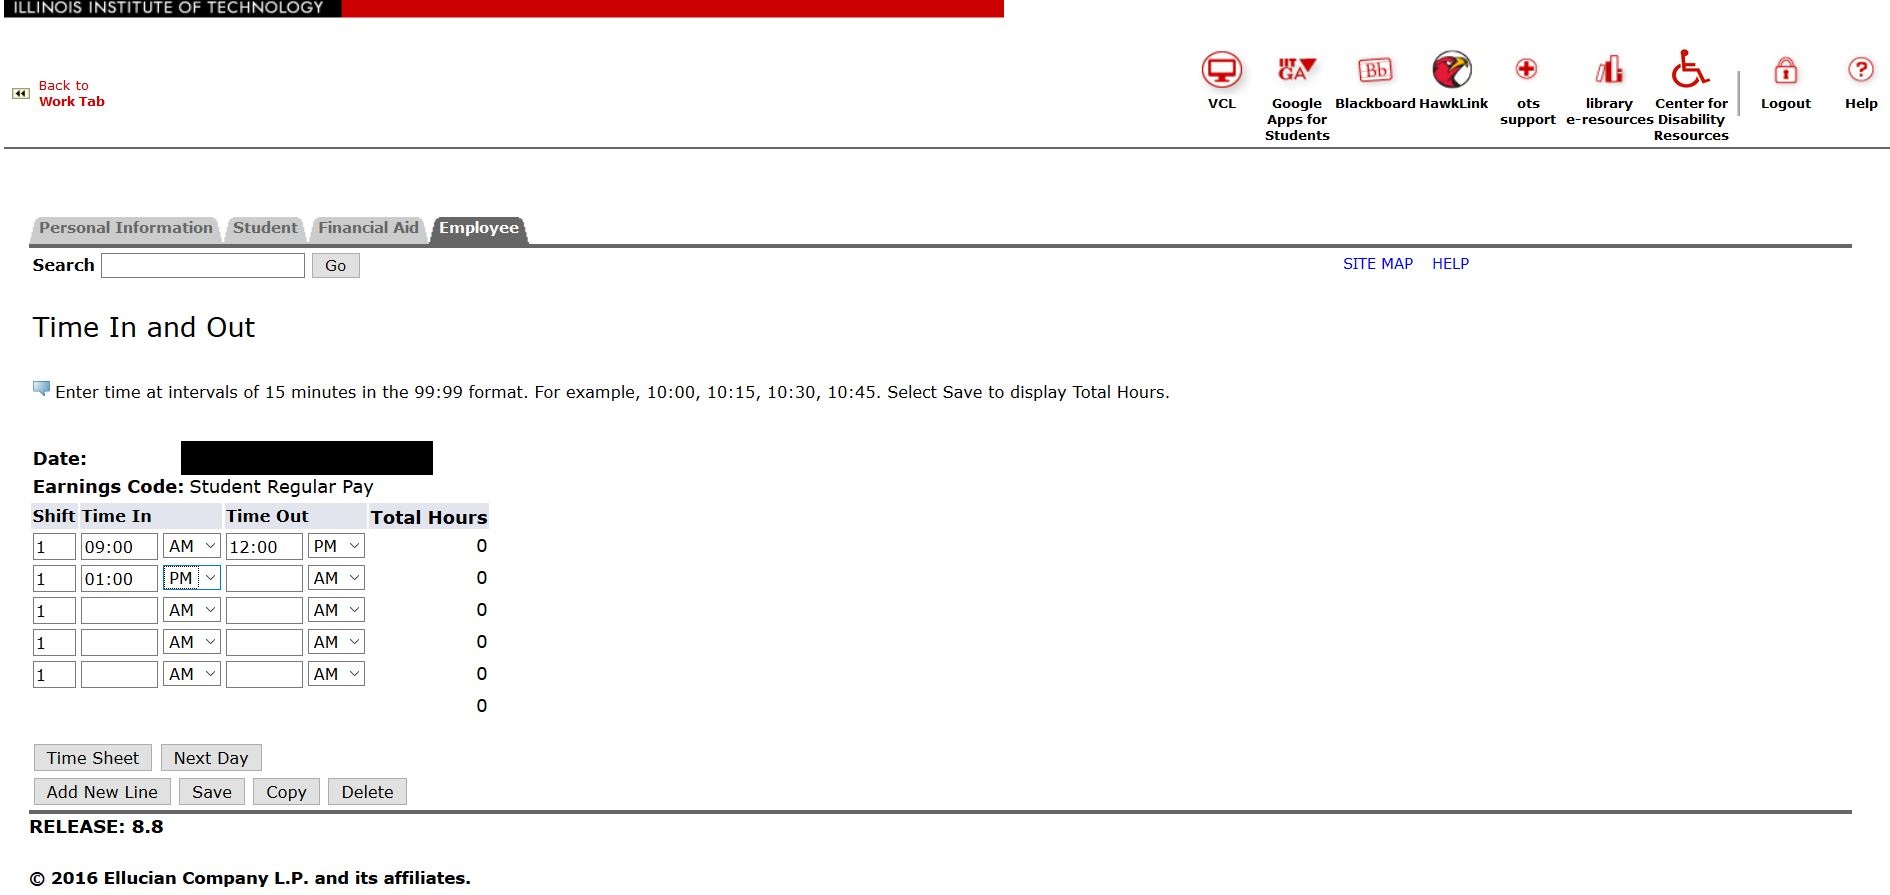 ILLINOIS INSTITUTE OF TECHNOLOGY
Back to
Work Tab
VCL
Google
Apps for
Students
Blackboard
HawkLink
ots
support
library
e-resources
Center for
Disability
Resources
Logout
Help
IIT
GA
Bb
?
Personal Information Student Financial Aid Employee
Search Go SITE MAP HELP
Time In and Out
Enter time at intervals of 15 minutes in the 99:99 format. For example, 10:00, 10:15, 10:30, 10:45. Select Save to display Total Hours.
Date:
Earnings Code: Student Regular Pay
Shift Time In Time Out Total Hours
1 09:00 AM 12:00 PM 0
1 01:00 PM AM 0
1 AM AM 0
1 AM AM 0
1 AM AM 0
0
Time Sheet Next Day
Add New Line Save Copy Delete
RELEASE: 8.8
© 2016 Ellucian Company L.P. and its affiliates.